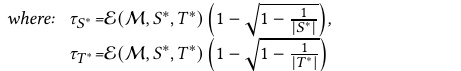 where: τ_{S*} = ℰ(ℳ, S*, T*) (1 − √(1 − 1/|S*|)),
τ_{T*} = ℰ(ℳ, S*, T*) (1 − √(1 − 1/|T*|))